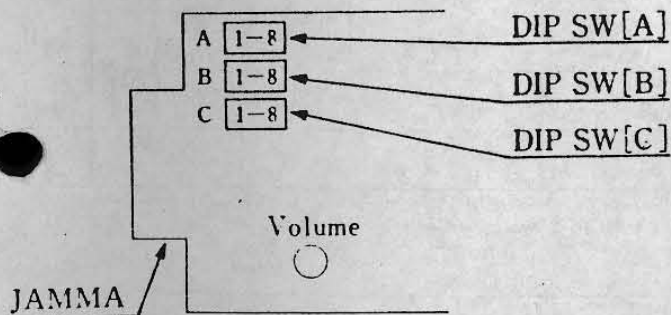 A 1-8 DIP SW[A]
B 1-8 DIP SW[B]
C 1-8 DIP SW[C]
Volume
JAMMA